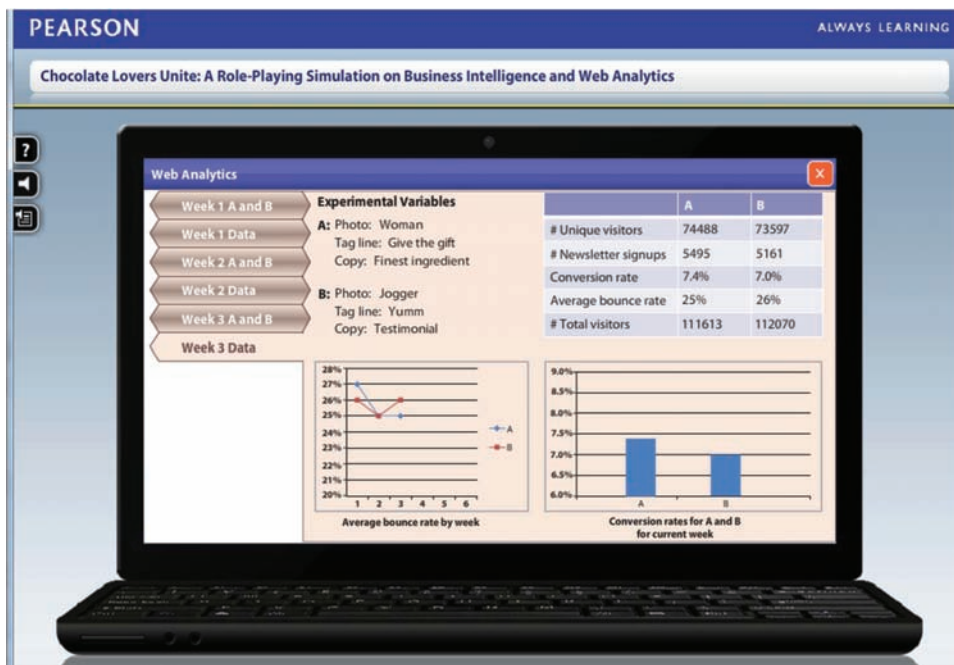 PEARSON
ALWAYS LEARNING
Chocolate Lovers Unite: A Role-Playing Simulation on Business Intelligence and Web Analytics
?
Web Analytics
X
Week 1 A and B
Week 1 Data
Week 2 A and B
Week 2 Data
Week 3 A and B
Week 3 Data
Experimental Variables
A: Photo: Woman
Tag line: Give the gift
Copy: Finest ingredient
B: Photo: Jogger
Tag line: Yumm
Copy: Testimonial
A B
# Unique visitors 74488 73597
# Newsletter signups 5495 5161
Conversion rate 7.4% 7.0%
Average bounce rate 25% 26%
# Total visitors 111613 112070
28%
27%
26%
25%
24%
23%
22%
21%
20%
1 2 3 4 5 6
A
B
Average bounce rate by week
9.0%
8.5%
8.0%
7.5%
7.0%
6.5%
6.0%
A B
Conversion rates for A and B
for current week